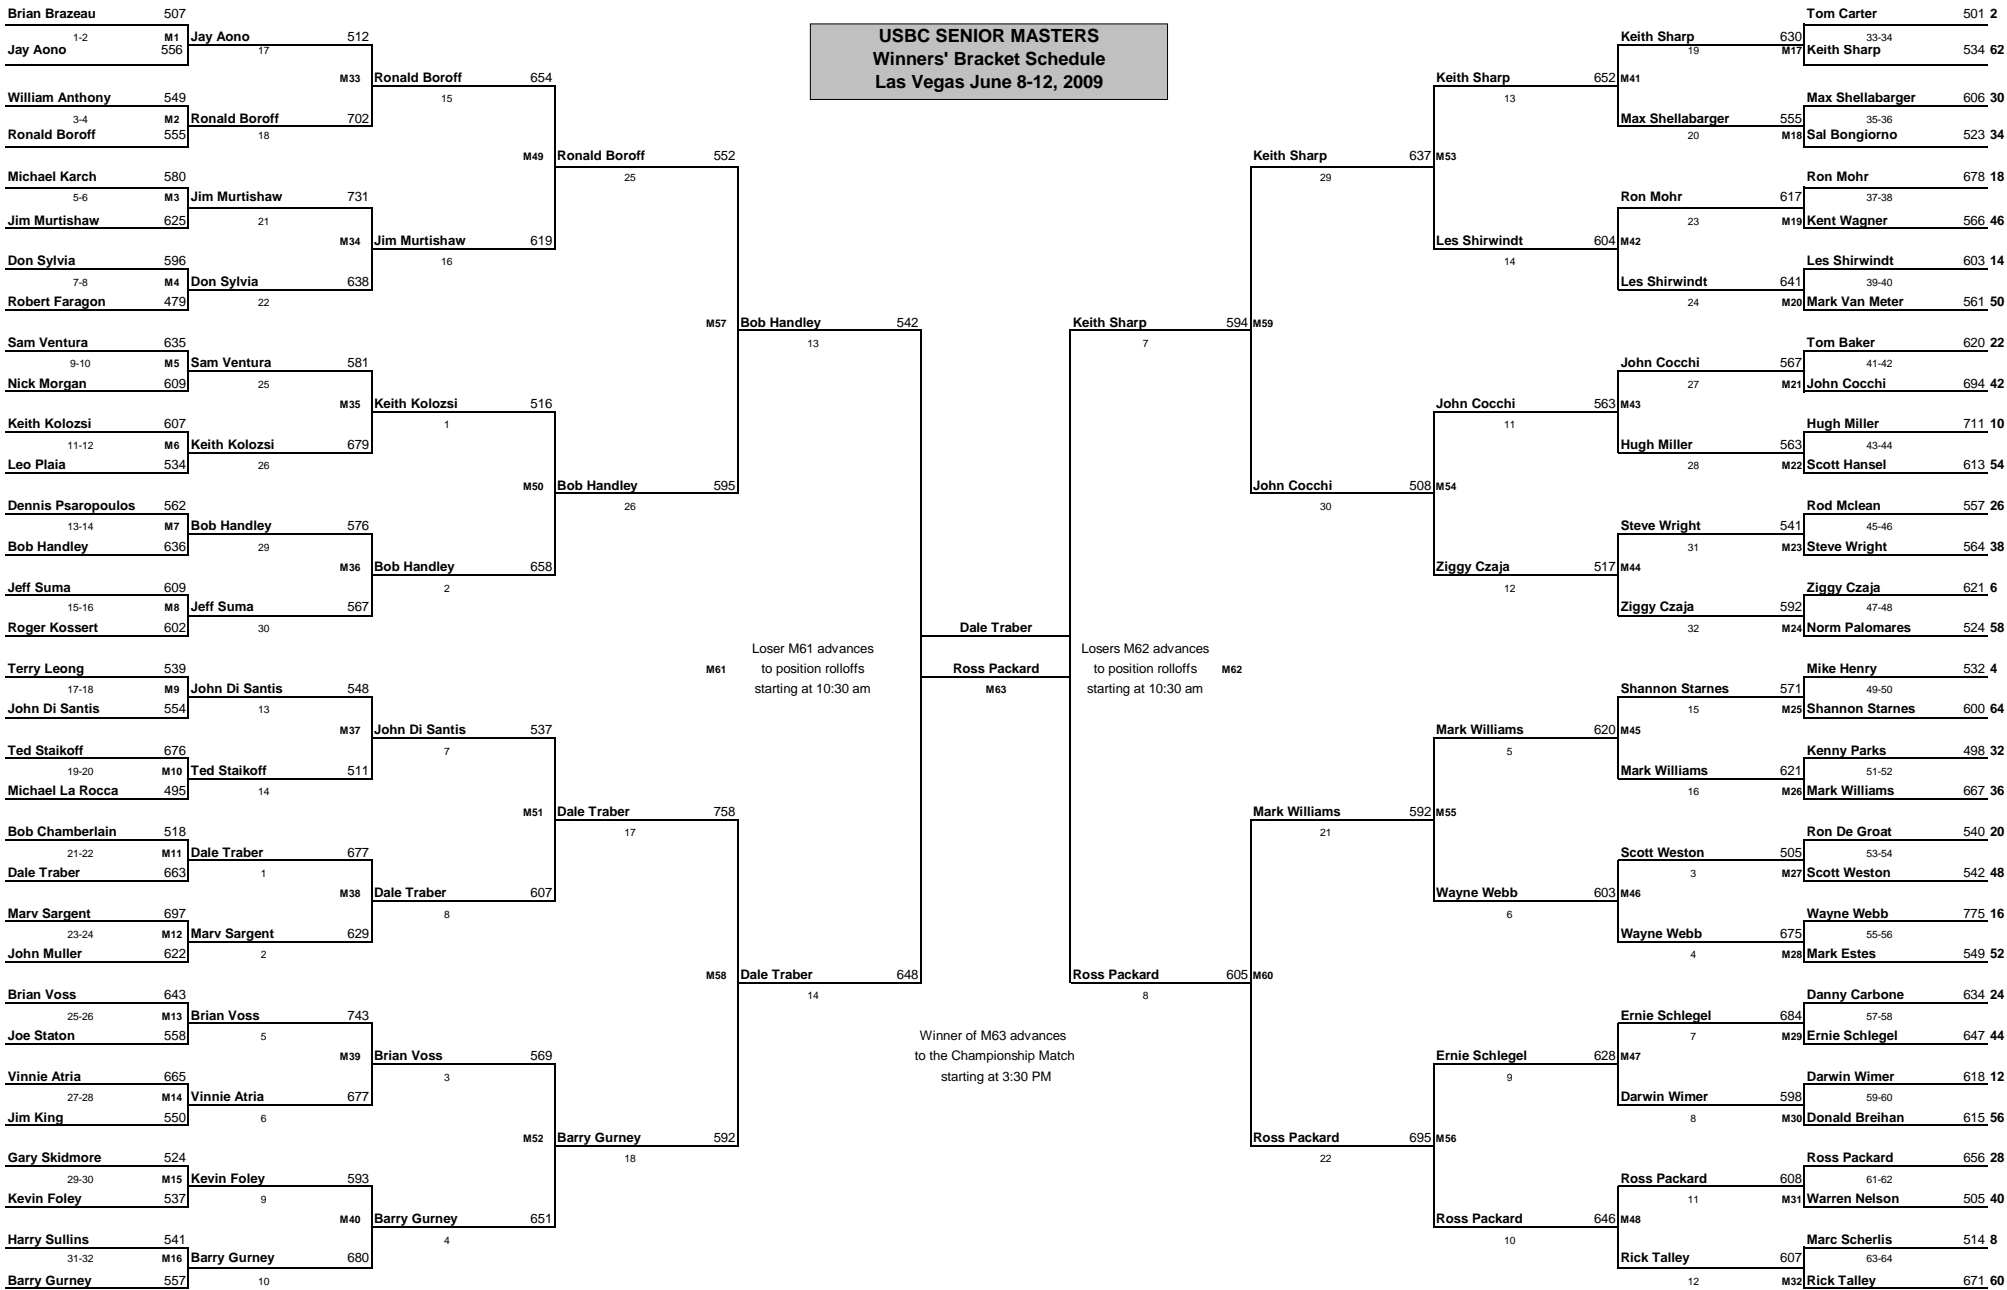 USBC SENIOR MASTERS
Winners' Bracket Schedule
Las Vegas June 8-12, 2009
Brian Brazeau 507
1-2 M1
Jay Aono 556
William Anthony 549
3-4 M2
Ronald Boroff 555
Michael Karch 580
5-6 M3
Jim Murtishaw 625
Don Sylvia 596
7-8 M4
Robert Faragon 479
Sam Ventura 635
9-10 M5
Nick Morgan 609
Keith Kolozsi 607
11-12 M6
Leo Plaia 534
Dennis Psaropoulos 562
13-14 M7
Bob Handley 636
Jeff Suma 609
15-16 M8
Roger Kossert 602
Terry Leong 539
17-18 M9
John Di Santis 554
Ted Staikoff 676
19-20 M10
Michael La Rocca 495
Bob Chamberlain 518
21-22 M11
Dale Traber 663
Marv Sargent 697
23-24 M12
John Muller 622
Brian Voss 643
25-26 M13
Joe Staton 558
Vinnie Atria 665
27-28 M14
Jim King 550
Gary Skidmore 524
29-30 M15
Kevin Foley 537
Harry Sullins 541
31-32 M16
Barry Gurney 557
Jay Aono 512
17
M33
Ronald Boroff 702
18
Jim Murtishaw 731
21
M34
Don Sylvia 638
22
Sam Ventura 581
25
M35
Keith Kolozsi 679
26
Bob Handley 576
29
M36
Jeff Suma 567
30
John Di Santis 548
13
M37
Ted Staikoff 511
14
Dale Traber 677
1
M38
Marv Sargent 629
2
Brian Voss 743
5
M39
Vinnie Atria 677
6
Kevin Foley 593
9
M40
Barry Gurney 680
10
Ronald Boroff 654
15
M49
Jim Murtishaw 619
16
Keith Kolozsi 516
1
M50
Bob Handley 658
2
John Di Santis 537
7
M51
Dale Traber 607
8
Brian Voss 569
3
M52
Barry Gurney 651
4
Ronald Boroff 552
25
M57
Bob Handley 595
26
Dale Traber 758
17
M58
Barry Gurney 592
18
Bob Handley 542
13
M61
Loser M61 advances
to position rolloffs
starting at 10:30 am
Dale Traber 648
14
Dale Traber
Ross Packard
M63
Winner of M63 advances
to the Championship Match
starting at 3:30 PM
Keith Sharp 594 M59
7
Losers M62 advances
to position rolloffs
starting at 10:30 am
M62
Ross Packard 605 M60
8
Keith Sharp 637 M53
29
John Cocchi 508 M54
30
Mark Williams 592 M55
21
Ross Packard 695 M56
22
Keith Sharp 652 M41
13
Les Shirwindt 604 M42
14
John Cocchi 563 M43
11
Ziggy Czaja 517 M44
12
Mark Williams 620 M45
5
Wayne Webb 603 M46
6
Ernie Schlegel 628 M47
9
Ross Packard 646 M48
10
Keith Sharp 630
19 M17
Max Shellabarger 555
20 M18
Ron Mohr 617
23 M19
Les Shirwindt 641
24 M20
John Cocchi 567
27 M21
Hugh Miller 563
28 M22
Steve Wright 541
31 M23
Ziggy Czaja 592
32 M24
Shannon Starnes 571
15 M25
Mark Williams 621
16 M26
Scott Weston 505
3 M27
Wayne Webb 675
4 M28
Ernie Schlegel 684
7 M29
Darwin Wimer 598
8 M30
Ross Packard 608
11 M31
Rick Talley 607
12 M32
Tom Carter 501 2
33-34
Keith Sharp 534 62
Max Shellabarger 606 30
35-36
Sal Bongiorno 523 34
Ron Mohr 678 18
37-38
Kent Wagner 566 46
Les Shirwindt 603 14
39-40
Mark Van Meter 561 50
Tom Baker 620 22
41-42
John Cocchi 694 42
Hugh Miller 711 10
43-44
Scott Hansel 613 54
Rod Mclean 557 26
45-46
Steve Wright 564 38
Ziggy Czaja 621 6
47-48
Norm Palomares 524 58
Mike Henry 532 4
49-50
Shannon Starnes 600 64
Kenny Parks 498 32
51-52
Mark Williams 667 36
Ron De Groat 540 20
53-54
Scott Weston 542 48
Wayne Webb 775 16
55-56
Mark Estes 549 52
Danny Carbone 634 24
57-58
Ernie Schlegel 647 44
Darwin Wimer 618 12
59-60
Donald Breihan 615 56
Ross Packard 656 28
61-62
Warren Nelson 505 40
Marc Scherlis 514 8
63-64
Rick Talley 671 60